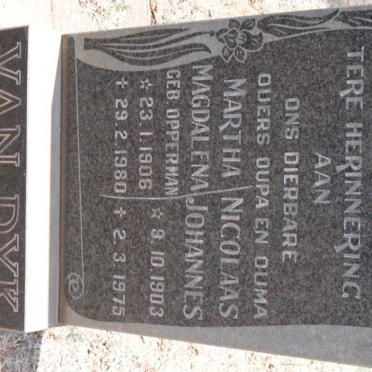 TERE HERINNERING
AAN
ONS DIERBARE
OUERS OUPA EN OUMA
MARTHA NICOLAAS
MAGDALENA JOHANNES
GEB OPPERMAN
☆ 23.1.1906 ☆ 9.10.1903
✝ 29.2.1980 ✝ 2.3.1975
VAN DYK